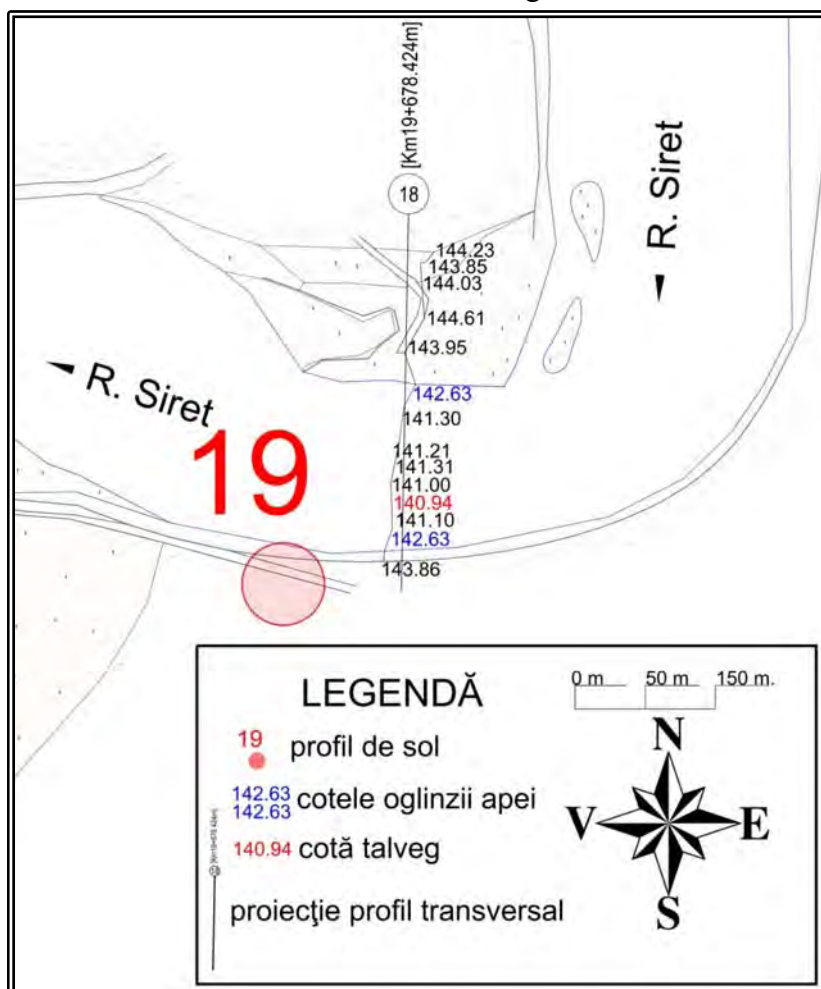 [Km19+678.424m]
18
R. Siret
144.23
143.85
144.03
144.61
143.95
R. Siret
142.63
141.30
19
141.21
141.31
141.00
140.94
141.10
142.63
143.86
LEGENDĂ
0 m 50 m 150 m.
19 profil de sol
142.63 cotele oglinzii apei
142.63
140.94 cotă talveg
[Km19+678.424m]
proiecţie profil transversal
N
V E
S